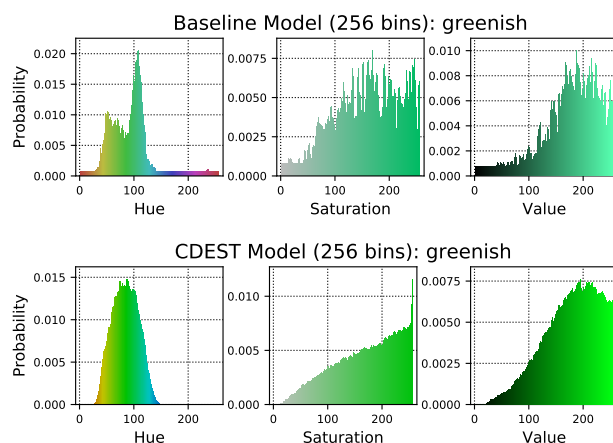 Baseline Model (256 bins): greenish
Probability
0.020
0.015
0.010
0.005
0.000
0 100 200
Hue
0.0075
0.0050
0.0025
0.0000
0 100 200
Saturation
0.010
0.008
0.006
0.004
0.002
0.000
0 100 200
Value
CDEST Model (256 bins): greenish
Probability
0.015
0.010
0.005
0.000
0 100 200
Hue
0.010
0.005
0.000
0 100 200
Saturation
0.0075
0.0050
0.0025
0.0000
0 100 200
Value